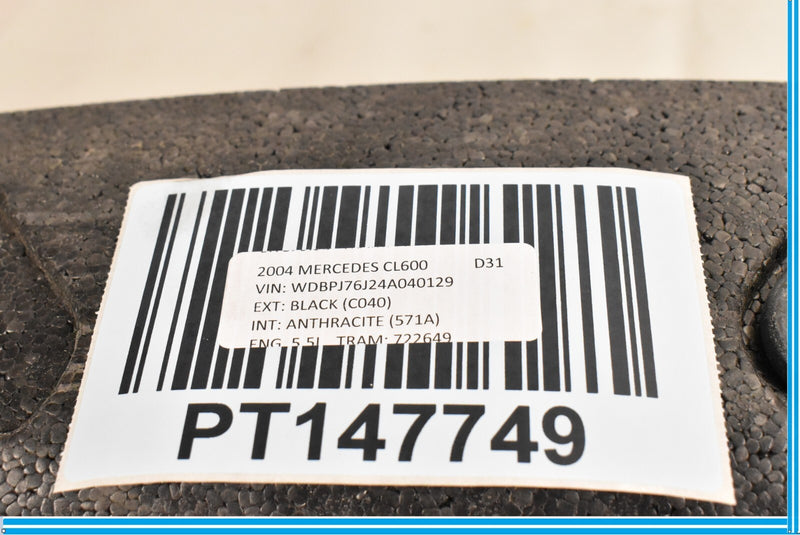 2004 MERCEDES CL600 D31
VIN: WDBPJ76J24A040129
EXT: BLACK (C040)
INT: ANTHRACITE (571A)
ENG 5.5L TRAM: 722649
PT147749